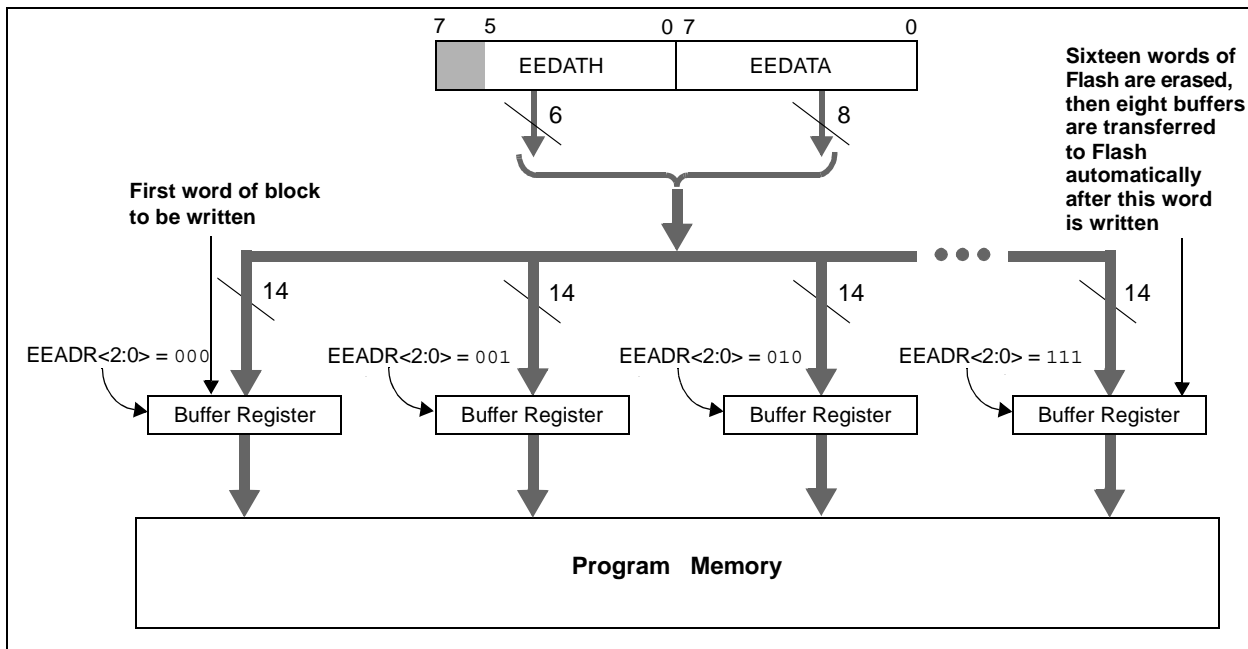 7 5 0 7 0
EEDATH EEDATA
6 8
Sixteen words of
Flash are erased,
then eight buffers
are transferred
to Flash
automatically
after this word
is written
First word of block
to be written
14 14 14 14
EEADR<2:0> = 000 EEADR<2:0> = 001 EEADR<2:0> = 010 EEADR<2:0> = 111
Buffer Register Buffer Register Buffer Register Buffer Register
Program Memory